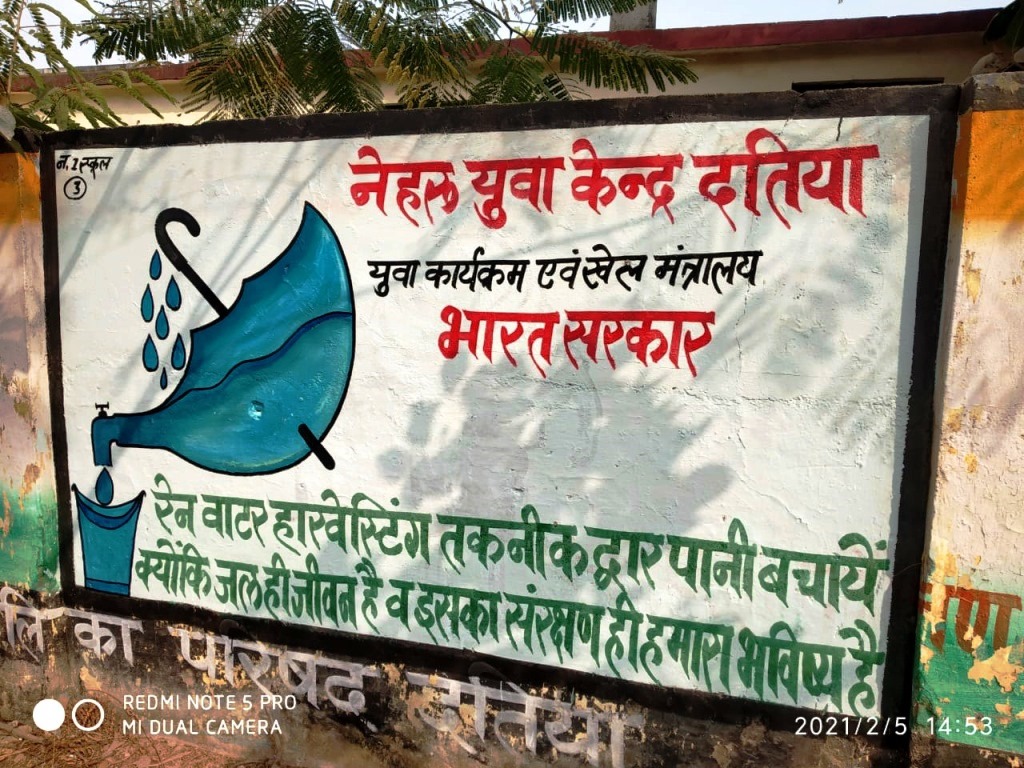 न. 2 स्कूल
3
नेहरू युवा केन्द्र दतिया
युवा कार्यक्रम एवं खेल मंत्रालय
भारत सरकार
रेन वाटर हारवेस्टिंग तकनीक द्वार पानी बचायें
क्योंकि जल ही जीवन है व इसका संरक्षण ही हमारा भविष्य है
लिका परिषद दतिया
REDMI NOTE 5 PRO
MI DUAL CAMERA
2021/2/5 14:53